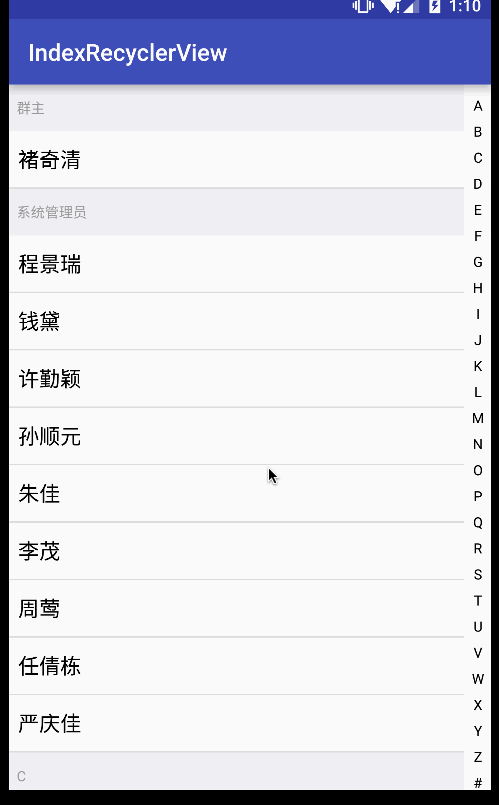 1:10
IndexRecyclerView
群主
褚奇清
系统管理员
程景瑞
钱黛
许勤颖
孙顺元
朱佳
李茂
周莺
任倩栋
严庆佳
C
A
B
C
D
E
F
G
H
I
J
K
L
M
N
O
P
Q
R
S
T
U
V
W
X
Y
Z
#